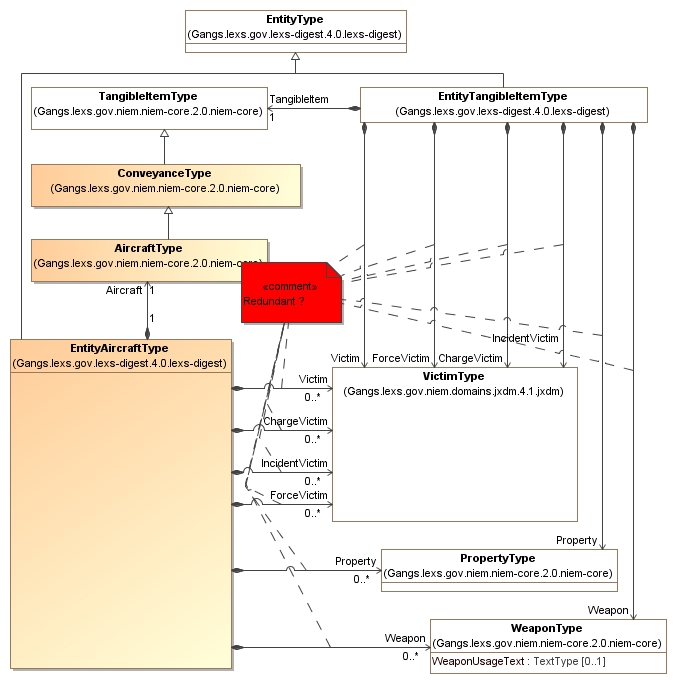 EntityType
(Gangs.lexs.gov.lexs-digest.4.0.lexs-digest)
TangibleItemType
(Gangs.lexs.gov.niem.niem-core.2.0.niem-core)
TangibleItem
1
EntityTangibleItemType
(Gangs.lexs.gov.lexs-digest.4.0.lexs-digest)
ConveyanceType
(Gangs.lexs.gov.niem.niem-core.2.0.niem-core)
AircraftType
(Gangs.lexs.gov.niem.niem-core.2.0.niem-core)
Aircraft 1
1
«comment»
Redundant ?
IncidentVictim
Victim ForceVictim ChargeVictim
EntityAircraftType
(Gangs.lexs.gov.lexs-digest.4.0.lexs-digest)
VictimType
(Gangs.lexs.gov.niem.domains.jxdm.4.1.jxdm)
Victim
0..*
ChargeVictim
0..*
IncidentVictim
0..*
ForceVictim
0..*
Property
PropertyType
(Gangs.lexs.gov.niem.niem-core.2.0.niem-core)
Property
0..*
Weapon
WeaponType
(Gangs.lexs.gov.niem.niem-core.2.0.niem-core)
WeaponUsageText : TextType [0..1]
Weapon
0..*